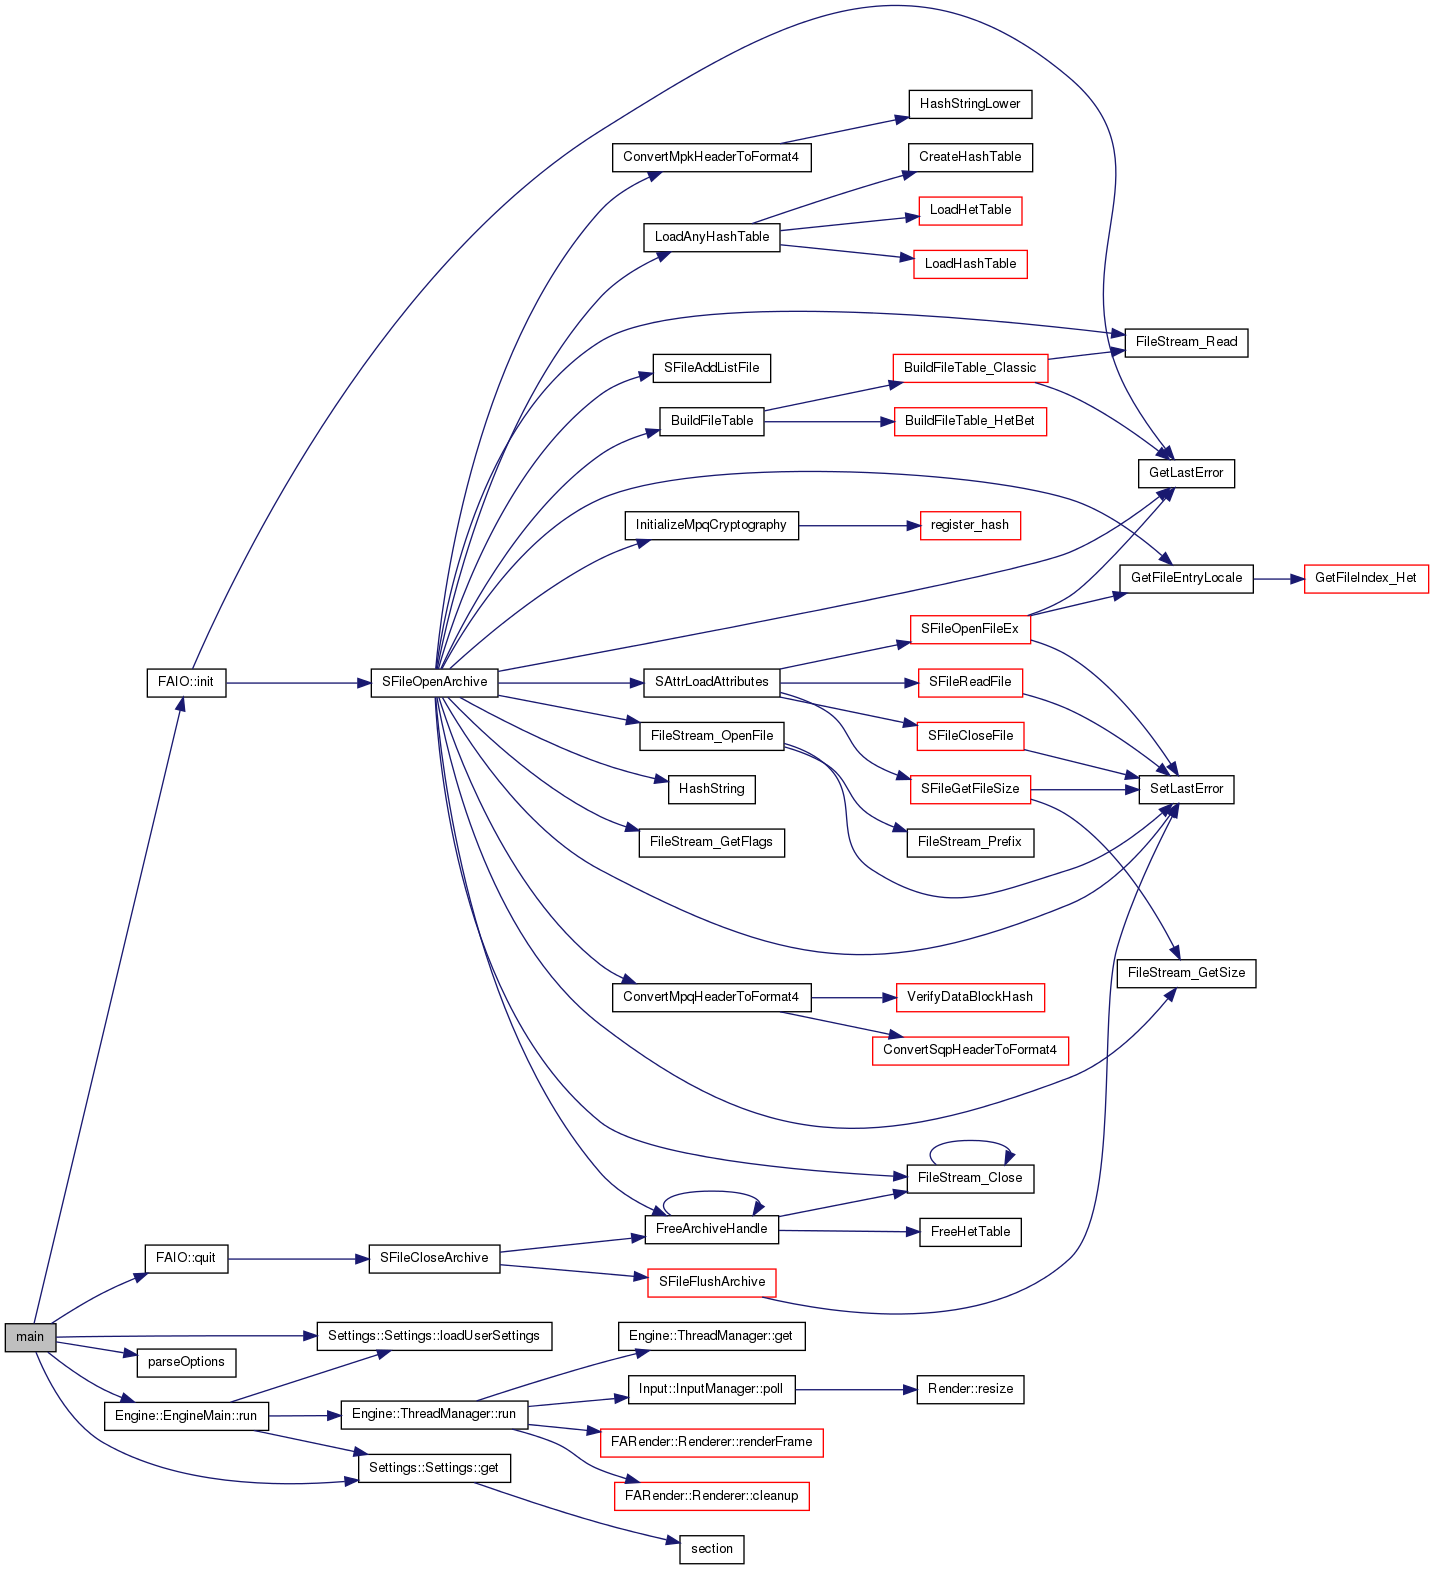 HashStringLower
ConvertMpkHeaderToFormat4
CreateHashTable
LoadHetTable
LoadAnyHashTable
LoadHashTable
FileStream_Read
SFileAddListFile
BuildFileTable_Classic
BuildFileTable
BuildFileTable_HetBet
GetLastError
InitializeMpqCryptography
register_hash
GetFileEntryLocale
GetFileIndex_Het
SFileOpenFileEx
FAIO::init
SFileOpenArchive
SAttrLoadAttributes
SFileReadFile
FileStream_OpenFile
SFileCloseFile
HashString
SFileGetFileSize
SetLastError
FileStream_GetFlags
FileStream_Prefix
FileStream_GetSize
ConvertMpqHeaderToFormat4
VerifyDataBlockHash
ConvertSqpHeaderToFormat4
FileStream_Close
FreeArchiveHandle
FreeHetTable
FAIO::quit
SFileCloseArchive
SFileFlushArchive
main
Settings::Settings::loadUserSettings
Engine::ThreadManager::get
parseOptions
Input::InputManager::poll
Render::resize
Engine::EngineMain::run
Engine::ThreadManager::run
FARender::Renderer::renderFrame
Settings::Settings::get
FARender::Renderer::cleanup
section